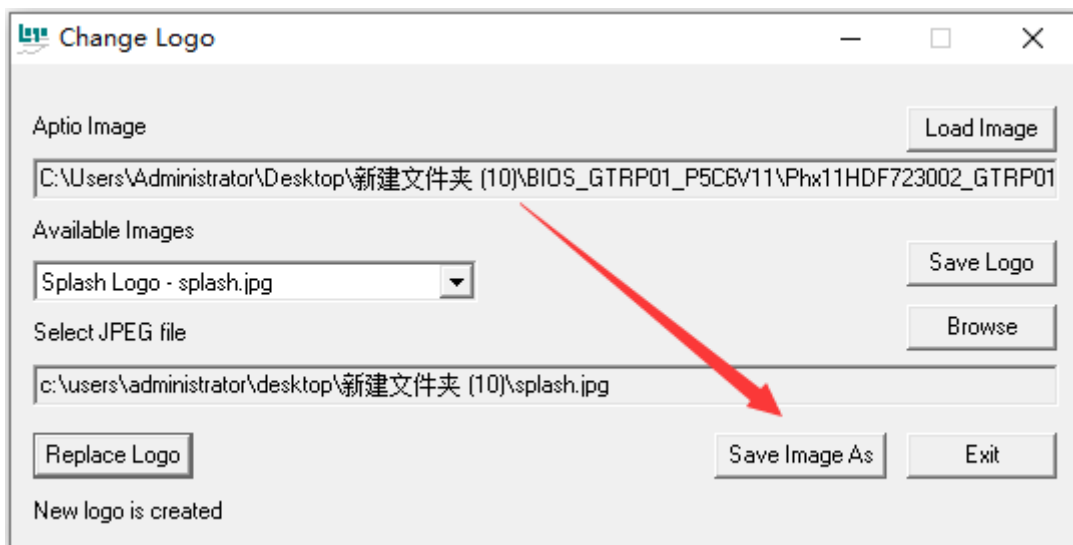 Change Logo
Aptio Image
Load Image
C:\Users\Administrator\Desktop\新建文件夹 (10)\BIOS_GTRP01_P5C6V11\Phx11HDF723002_GTRP01
Available Images
Save Logo
Splash Logo - splash.jpg
Select JPEG file
Browse
c:\users\administrator\desktop\新建文件夹 (10)\splash.jpg
Replace Logo
Save Image As
Exit
New logo is created